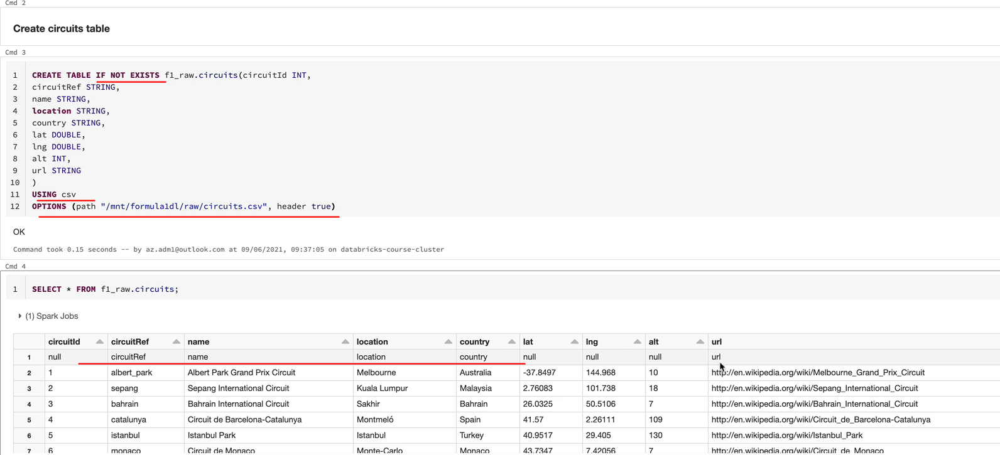 Cmd 2
Create circuits table
Cmd 3
1 CREATE TABLE IF NOT EXISTS f1_raw.circuits(circuitId INT,
2 circuitRef STRING,
3 name STRING,
4 location STRING,
5 country STRING,
6 lat DOUBLE,
7 lng DOUBLE,
8 alt INT,
9 url STRING
10 )
11 USING csv
12 OPTIONS (path "/mnt/formula1dl/raw/circuits.csv", header true)
OK
Command took 0.15 seconds -- by az.adm1@outlook.com at 09/06/2021, 09:37:05 on databricks-course-cluster
Cmd 4
1 SELECT * FROM f1_raw.circuits;
(1) Spark Jobs
circuitId circuitRef name location country lat lng alt url
1 null circuitRef name location country null null null url
2 1 albert_park Albert Park Grand Prix Circuit Melbourne Australia -37.8497 144.968 10 http://en.wikipedia.org/wiki/Melbourne_Grand_Prix_Circuit
3 2 sepang Sepang International Circuit Kuala Lumpur Malaysia 2.76083 101.738 18 http://en.wikipedia.org/wiki/Sepang_International_Circuit
4 3 bahrain Bahrain International Circuit Sakhir Bahrain 26.0325 50.5106 7 http://en.wikipedia.org/wiki/Bahrain_International_Circuit
5 4 catalunya Circuit de Barcelona-Catalunya Montmeló Spain 41.57 2.26111 109 http://en.wikipedia.org/wiki/Circuit_de_Barcelona-Catalunya
6 5 istanbul Istanbul Park Istanbul Turkey 40.9517 29.405 130 http://en.wikipedia.org/wiki/Istanbul_Park
7 6 monaco Circuit de Monaco Monte-Carlo Monaco 43.7347 7.42056 7 http://en.wikipedia.org/wiki/Circuit_de_Monaco